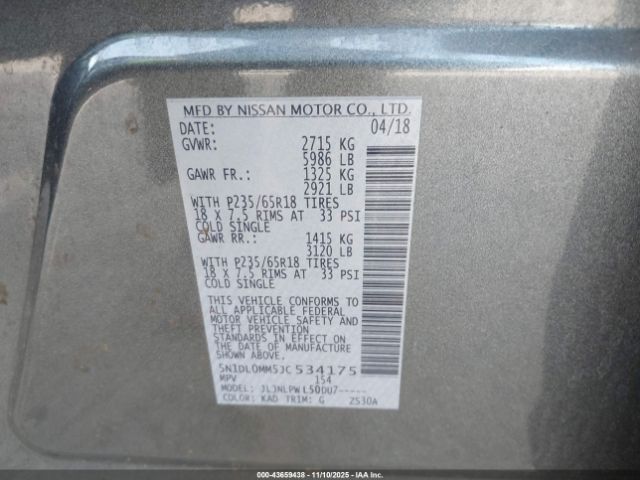 MFD BY NISSAN MOTOR CO., LTD.
DATE: 04/18
GVWR: 2715 KG
5986 LB
GAWR FR.: 1325 KG
2921 LB
WITH P235/65R18 TIRES
18 X 7.5 RIMS AT 33 PSI
COLD SINGLE
GAWR RR.: 1415 KG
3120 LB
WITH P235/65R18 TIRES
18 X 7.5 RIMS AT 33 PSI
COLD SINGLE
THIS VEHICLE CONFORMS TO
ALL APPLICABLE FEDERAL
MOTOR VEHICLE SAFETY AND
THEFT PREVENTION
STANDARDS IN EFFECT ON
THE DATE OF MANUFACTURE
SHOWN ABOVE.
5N1DL0MM5JC534175
MPV 154
MODEL: JLJNLPWL50DU7-----
COLOR: KAD TRIM: G 2S30A
000-43659438 - 11/10/2025 - IAAI.COM